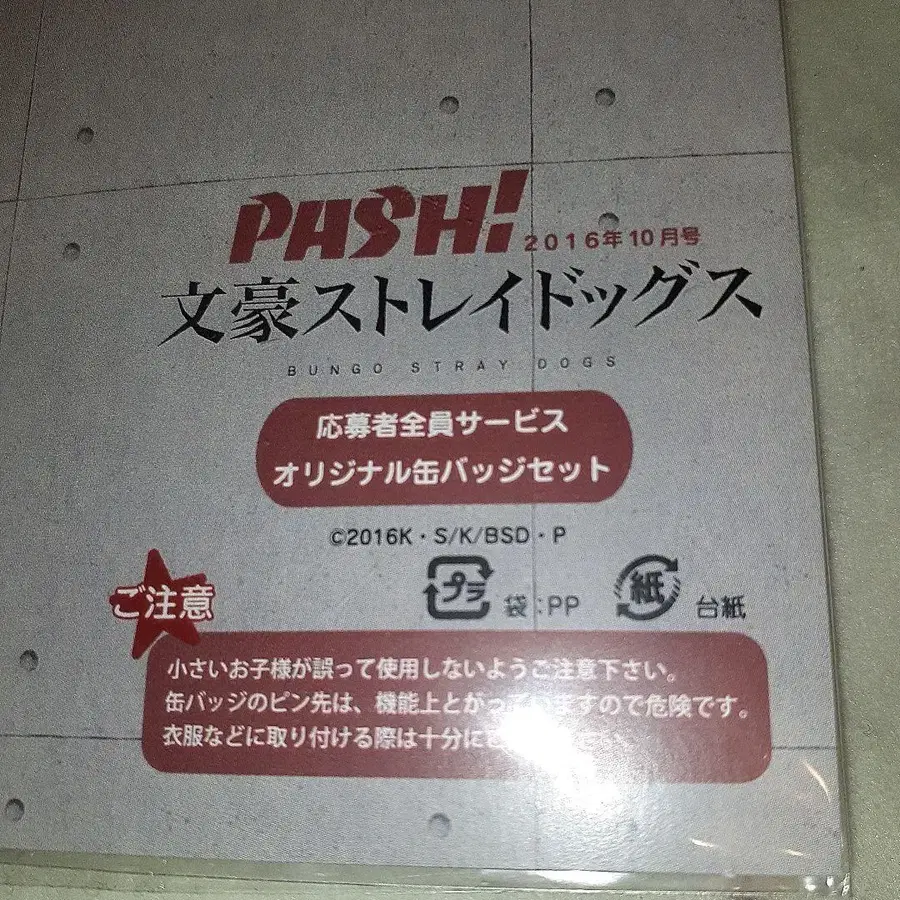 PASH! 2016年10月号
文豪ストレイドッグス
BUNGO STRAY DOGS
応募者全員サービス
オリジナル缶バッジセット
©2016K・S/K/BSD・P
プラ 袋:PP 紙 台紙
ご注意
小さいお子様が誤って使用しないようご注意下さい。
缶バッジのピン先は、機能上とがっていますので危険です。
衣服などに取り付ける際は十分に